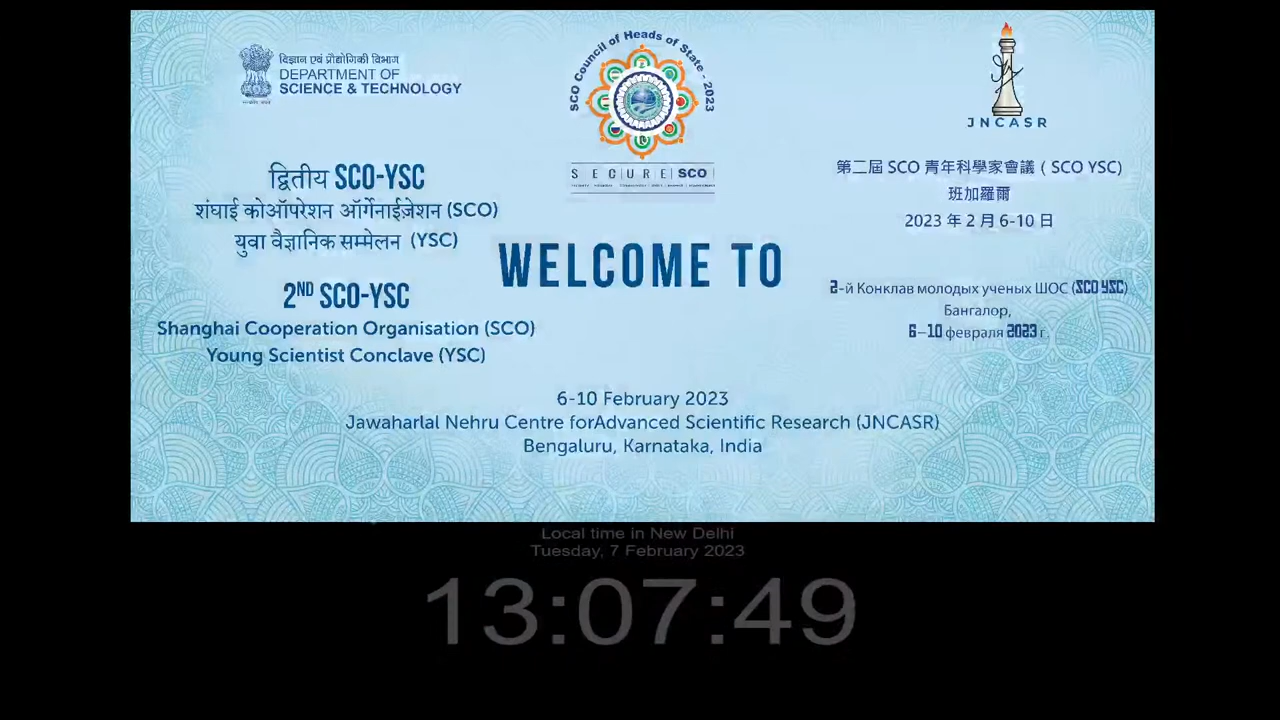 विज्ञान एवं प्रौद्योगिकी विभाग
DEPARTMENT OF
SCIENCE & TECHNOLOGY
SCO Council of Heads of State - 2023
SECURE SCO
JNCASR
द्वितीय SCO-YSC
शंघाई कोऑपरेशन ऑर्गेनाईज़ेशन (SCO)
युवा वैज्ञानिक सम्मेलन (YSC)
2ND SCO-YSC
Shanghai Cooperation Organisation (SCO)
Young Scientist Conclave (YSC)
WELCOME TO
第二屆 SCO 青年科學家會議 ( SCO YSC)
班加羅爾
2023 年 2 月 6-10 日
2-й Конклав молодых ученых ШОС (SCO YSC)
Бангалор,
6–10 февраля 2023 г.
6-10 February 2023
Jawaharlal Nehru Centre forAdvanced Scientific Research (JNCASR)
Bengaluru, Karnataka, India
Local time in New Delhi
Tuesday, 7 February 2023
13:07:49